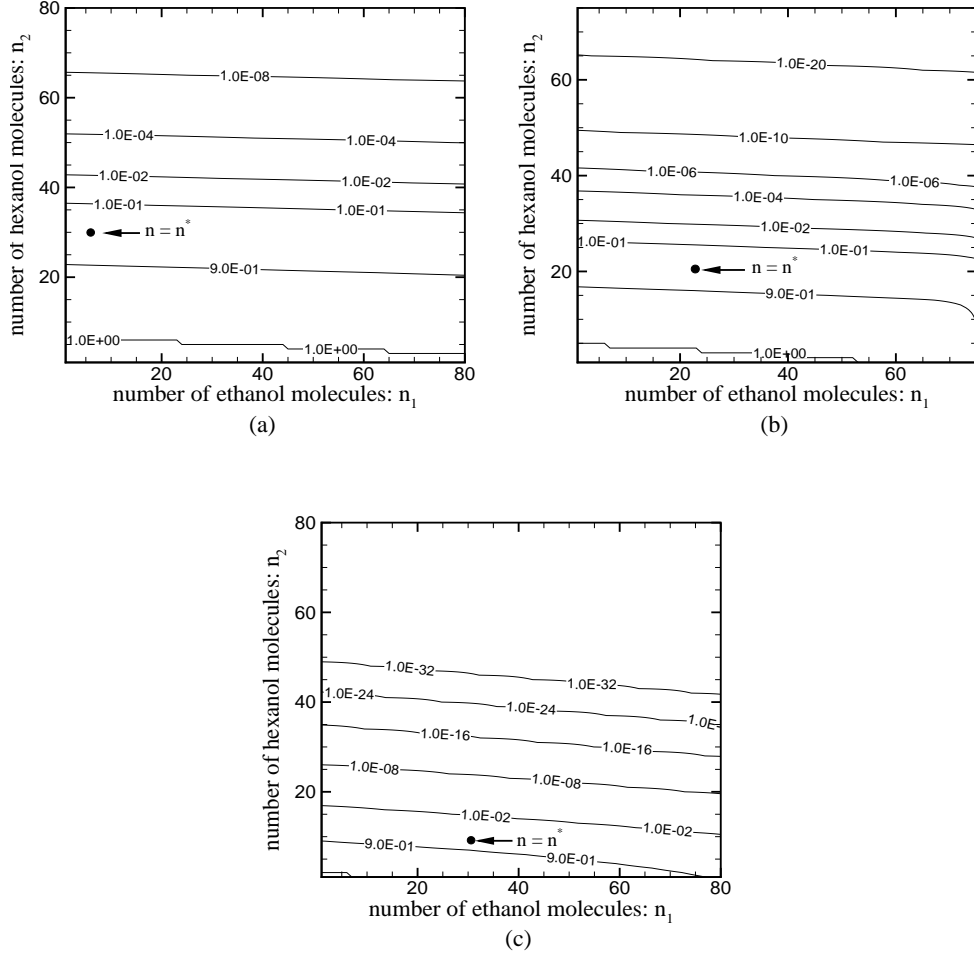 80
60
40
20
number of hexanol molecules: n2
1.0E-08
1.0E-04
1.0E-04
1.0E-02
1.0E-02
1.0E-01
1.0E-01
n = n*
9.0E-01
1.0E+00
1.0E+00
20
40
60
80
number of ethanol molecules: n1
(a)
60
40
20
number of hexanol molecules: n2
1.0E-20
1.0E-10
1.0E-06
1.0E-06
1.0E-04
1.0E-02
1.0E-01
1.0E-01
n = n*
9.0E-01
1.0E+00
20
40
60
number of ethanol molecules: n1
(b)
80
60
40
20
number of hexanol molecules: n2
1.0E-32
1.0E-32
1.0E-24
1.0E-24
1.0E-
1.0E-16
1.0E-16
1.0E-08
1.0E-08
1.0E-02
1.0E-02
n = n*
9.0E-01
9.0E-01
20
40
60
80
number of ethanol molecules: n1
(c)